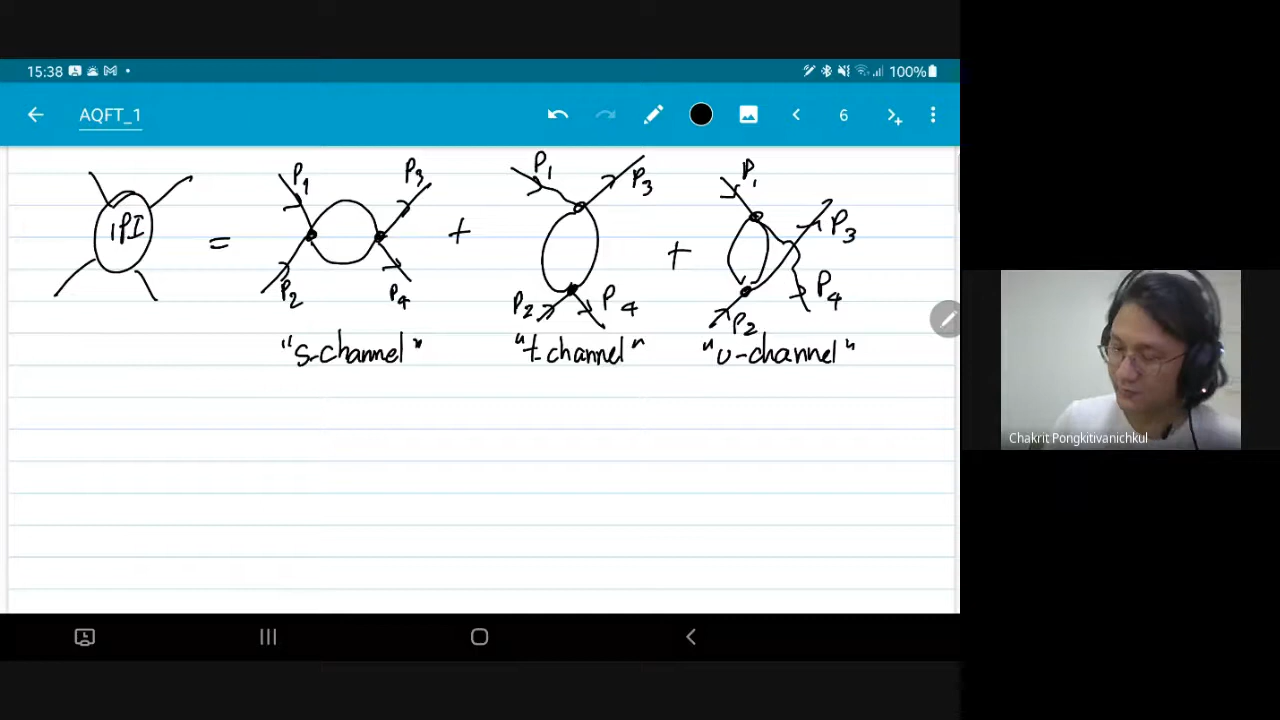 15:38
100%
AQFT_1
6
1PI
=
P1
P2
P3
P4
+
P1
P2
P3
P4
+
P1
P2
P3
P4
"s-channel"
"t channel"
"u-channel"
Chakrit Pongkitivanichkul